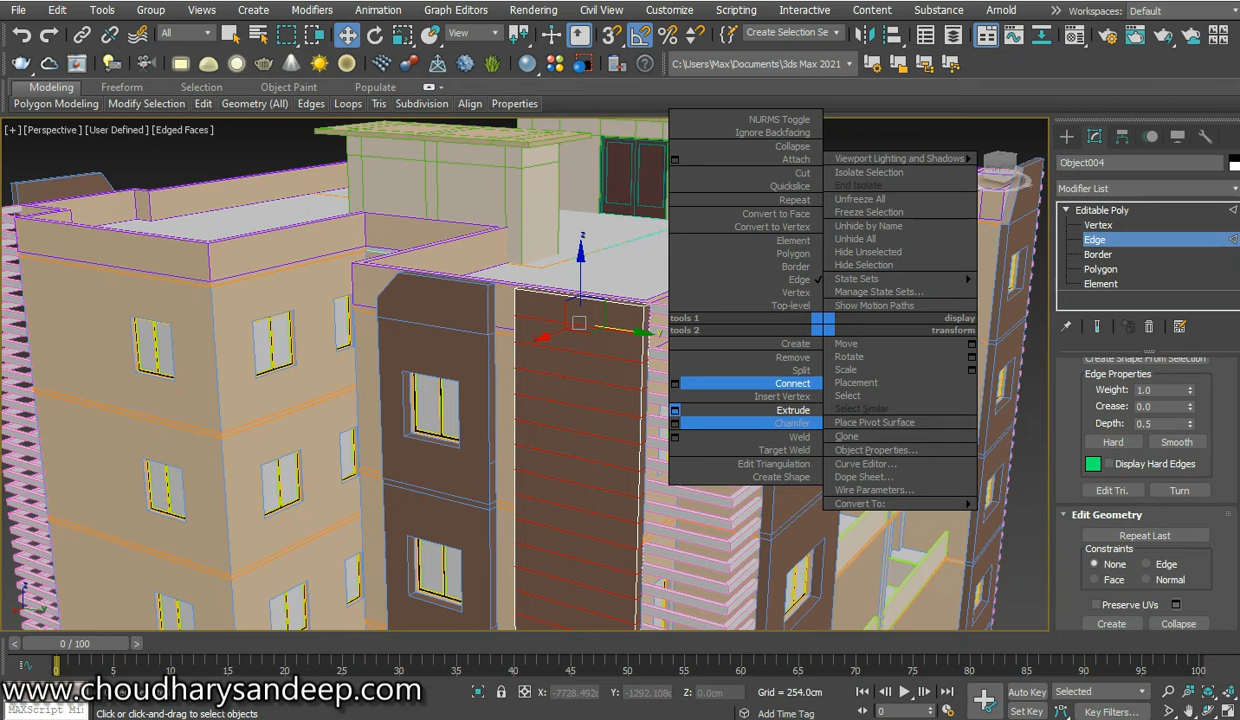 File Edit Tools Group Views Create Modifiers Animation Graph Editors Rendering Civil View Customize Scripting Interactive Content Substance Arnold Workspaces: Default
All View Create Selection Se
C:\Users\Max\Documents\3ds Max 2021
Modeling Freeform Selection Object Paint Populate
Polygon Modeling Modify Selection Edit Geometry (All) Edges Loops Tris Subdivision Align Properties
[+] [Perspective] [User Defined] [Edged Faces]
NURMS Toggle
Ignore Backfacing
Collapse
Attach
Cut
Quickslice
Repeat
Convert to Face
Convert to Vertex
Element
Polygon
Border
Edge
Vertex
Top-level
tools 1
tools 2
Create
Remove
Split
Connect
Insert Vertex
Extrude
Chamfer
Weld
Target Weld
Edit Triangulation
Create Shape
Viewport Lighting and Shadows
Isolate Selection
End Isolate
Unfreeze All
Freeze Selection
Unhide by Name
Unhide All
Hide Unselected
Hide Selection
State Sets
Manage State Sets...
Show Motion Paths
display
transform
Move
Rotate
Scale
Placement
Select
Select Similar
Place Pivot Surface
Clone
Object Properties...
Curve Editor...
Dope Sheet...
Wire Parameters...
Convert To:
z
y
Object004
Modifier List
Editable Poly
Vertex
Edge
Border
Polygon
Element
Create Shape From Selection
Edge Properties
Weight: 1.0
Crease: 0.0
Depth: 0.5
Hard Smooth
Display Hard Edges
Edit Tri. Turn
Edit Geometry
Repeat Last
Constraints
None Edge
Face Normal
Preserve UVs
Create Collapse
0 / 100
0 5 10 15 20 25 30 35 40 45 50 55 60 65 70 75 80 85 90 95 100
www.choudharysandeep.com
X: -7728.492c Y: -1292.108c Z: 0.0cm Grid = 254.0cm
Auto Key Selected
MAXScript Mi Click or click-and-drag to select objects Add Time Tag
0 Set Key Key Filters...